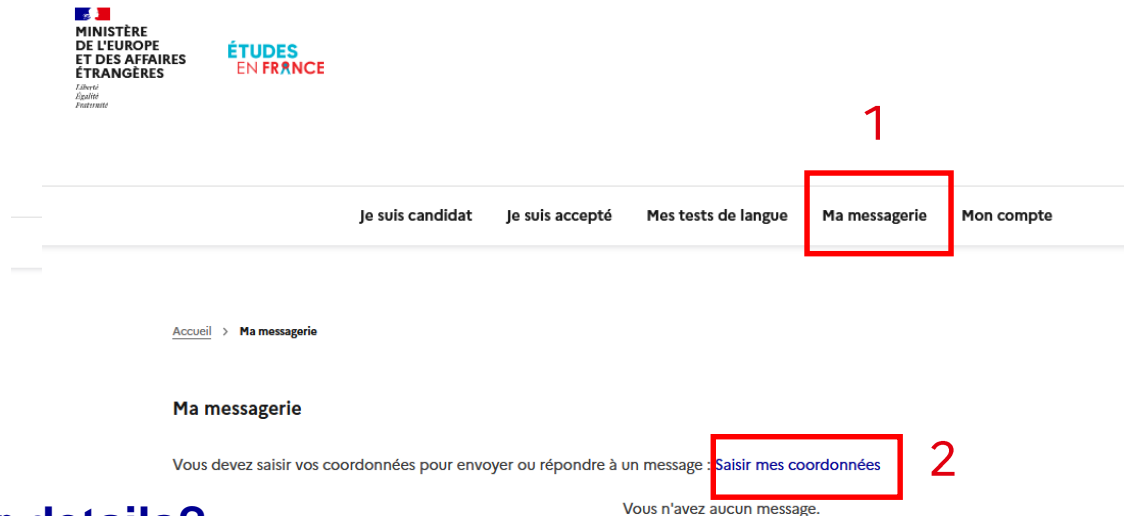 MINISTÈRE
DE L'EUROPE
ET DES AFFAIRES
ÉTRANGÈRES
Liberté
Égalité
Fraternité
ÉTUDES
EN FRANCE
1
Je suis candidat Je suis accepté Mes tests de langue Ma messagerie Mon compte
Accueil > Ma messagerie
Ma messagerie
Vous devez saisir vos coordonnées pour envoyer ou répondre à un message : Saisir mes coordonnées
2
Vous n'avez aucun message.
details?